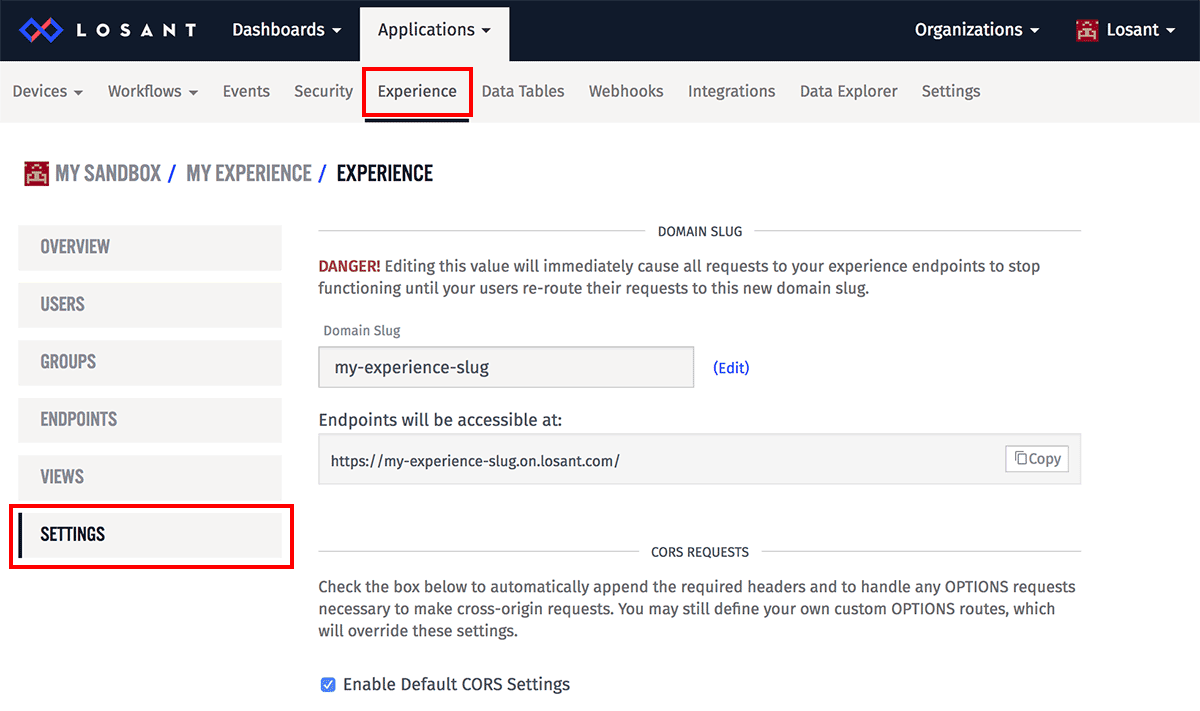 LOSANT Dashboards Applications Organizations Losant
Devices Workflows Events Security Experience Data Tables Webhooks Integrations Data Explorer Settings
MY SANDBOX / MY EXPERIENCE / EXPERIENCE
OVERVIEW
USERS
GROUPS
ENDPOINTS
VIEWS
SETTINGS
DOMAIN SLUG
DANGER! Editing this value will immediately cause all requests to your experience endpoints to stop
functioning until your users re-route their requests to this new domain slug.
Domain Slug
my-experience-slug (Edit)
Endpoints will be accessible at:
https://my-experience-slug.on.losant.com/ Copy
CORS REQUESTS
Check the box below to automatically append the required headers and to handle any OPTIONS requests
necessary to make cross-origin requests. You may still define your own custom OPTIONS routes, which
will override these settings.
Enable Default CORS Settings